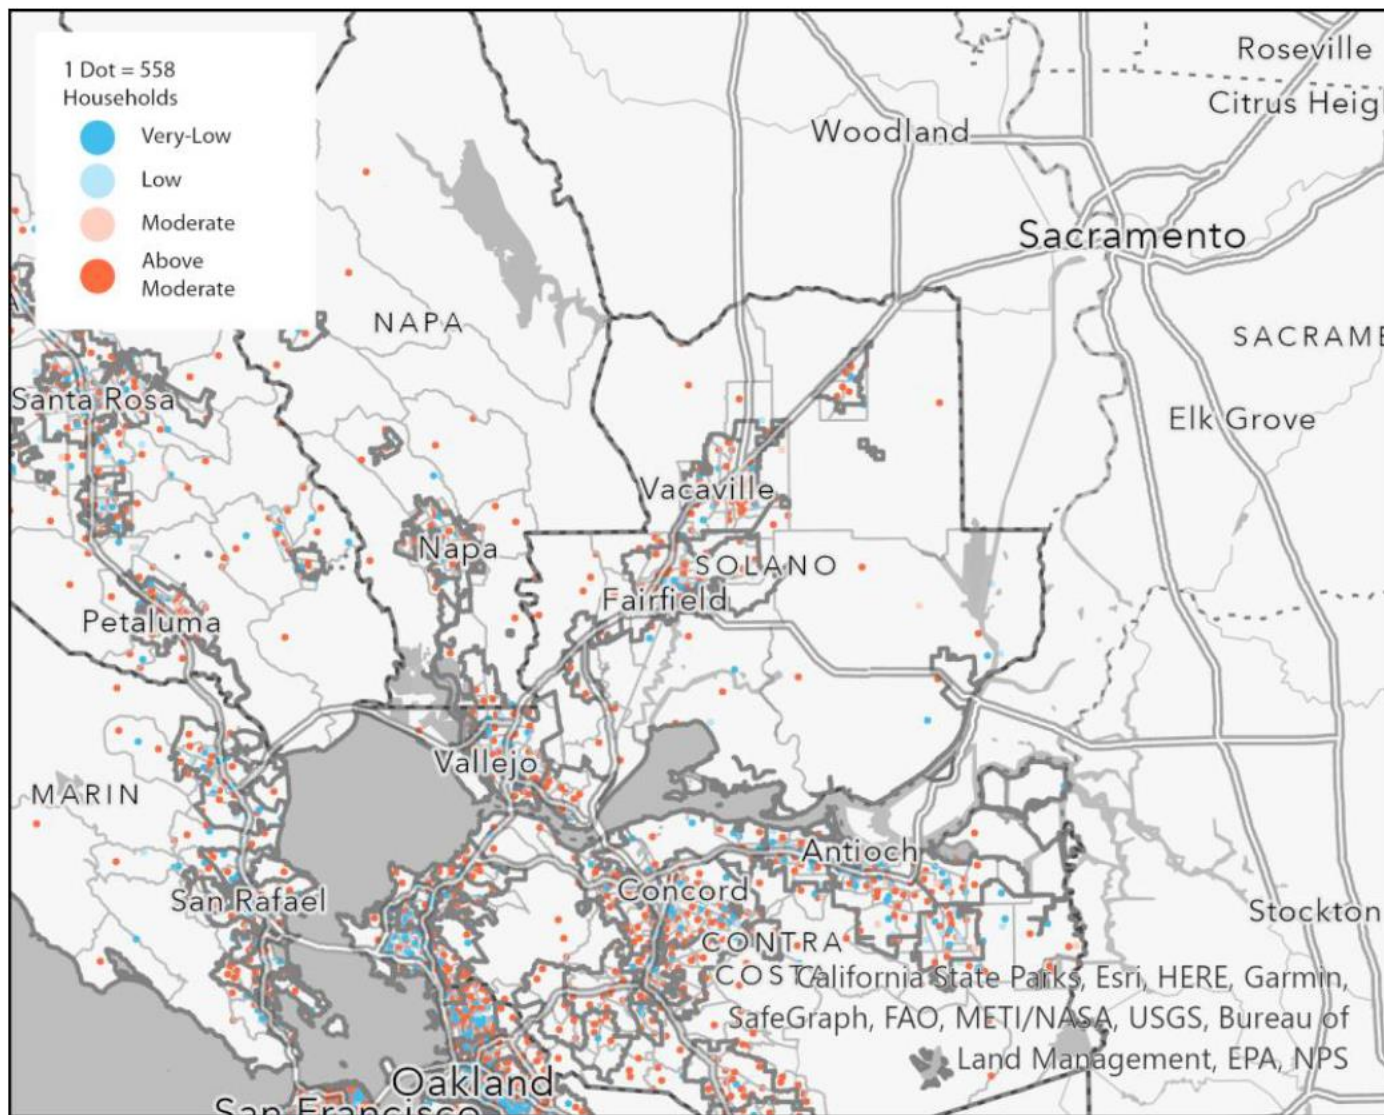 1 Dot = 558
Households
Very-Low
Low
Moderate
Above
Moderate
Roseville
Citrus Heig
Woodland
Sacramento
NAPA
SACRAME
Santa Rosa
Elk Grove
Vacaville
Napa
SOLANO
Fairfield
Petaluma
Vallejo
MARIN
Antioch
Concord
San Rafael
Stockton
CONTRA
COSTA
California State Parks, Esri, HERE, Garmin,
SafeGraph, FAO, METI/NASA, USGS, Bureau of
Land Management, EPA, NPS
Oakland
San Francisco